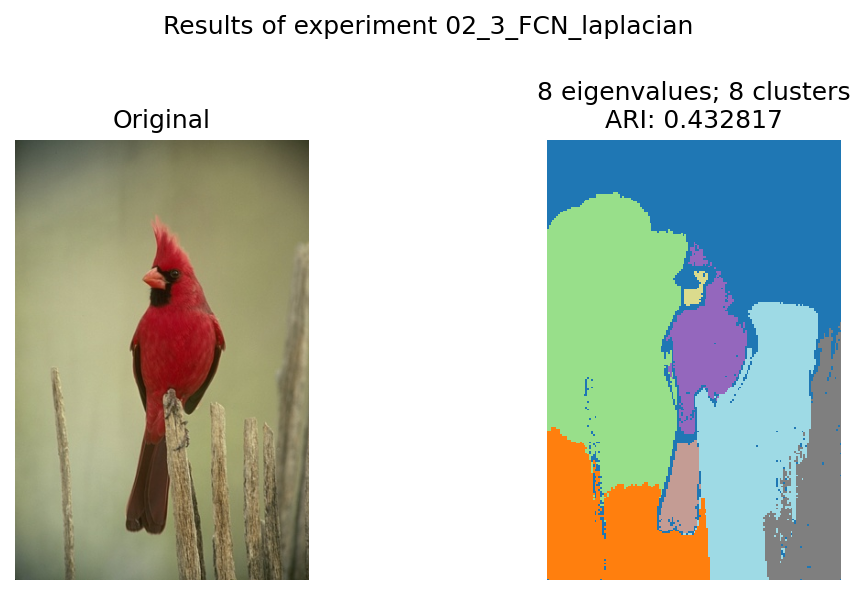 Results of experiment 02_3_FCN_laplacian
Original
8 eigenvalues; 8 clusters
ARI: 0.432817